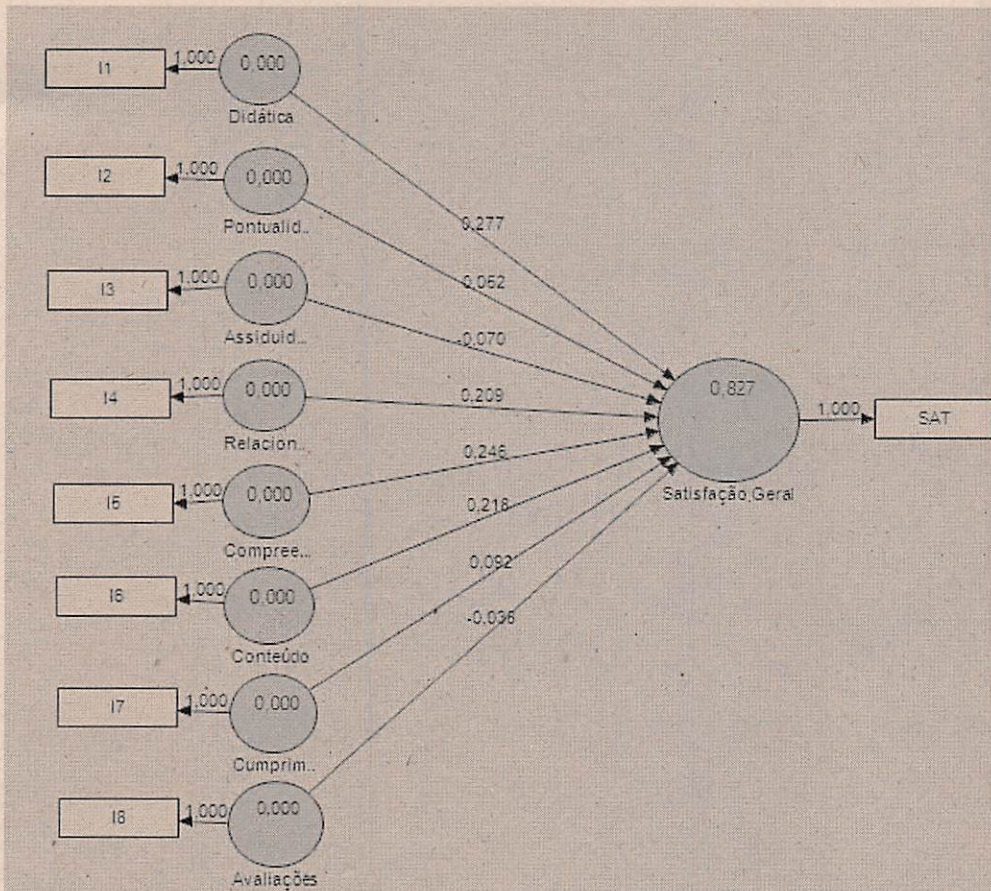 I1
1,000
0,000
Didática
I2
1,000
0,000
Pontualid..
I3
1,000
0,000
Assiduid..
I4
1,000
0,000
Relacion..
I5
1,000
0,000
Compree...
I6
1,000
0,000
Conteúdo
I7
1,000
0,000
Cumprim..
I8
1,000
0,000
Avaliações
0,277
0,062
-0,070
0,209
0,246
0,218
0,092
-0,036
0,827
Satisfação Geral
1,000
SAT